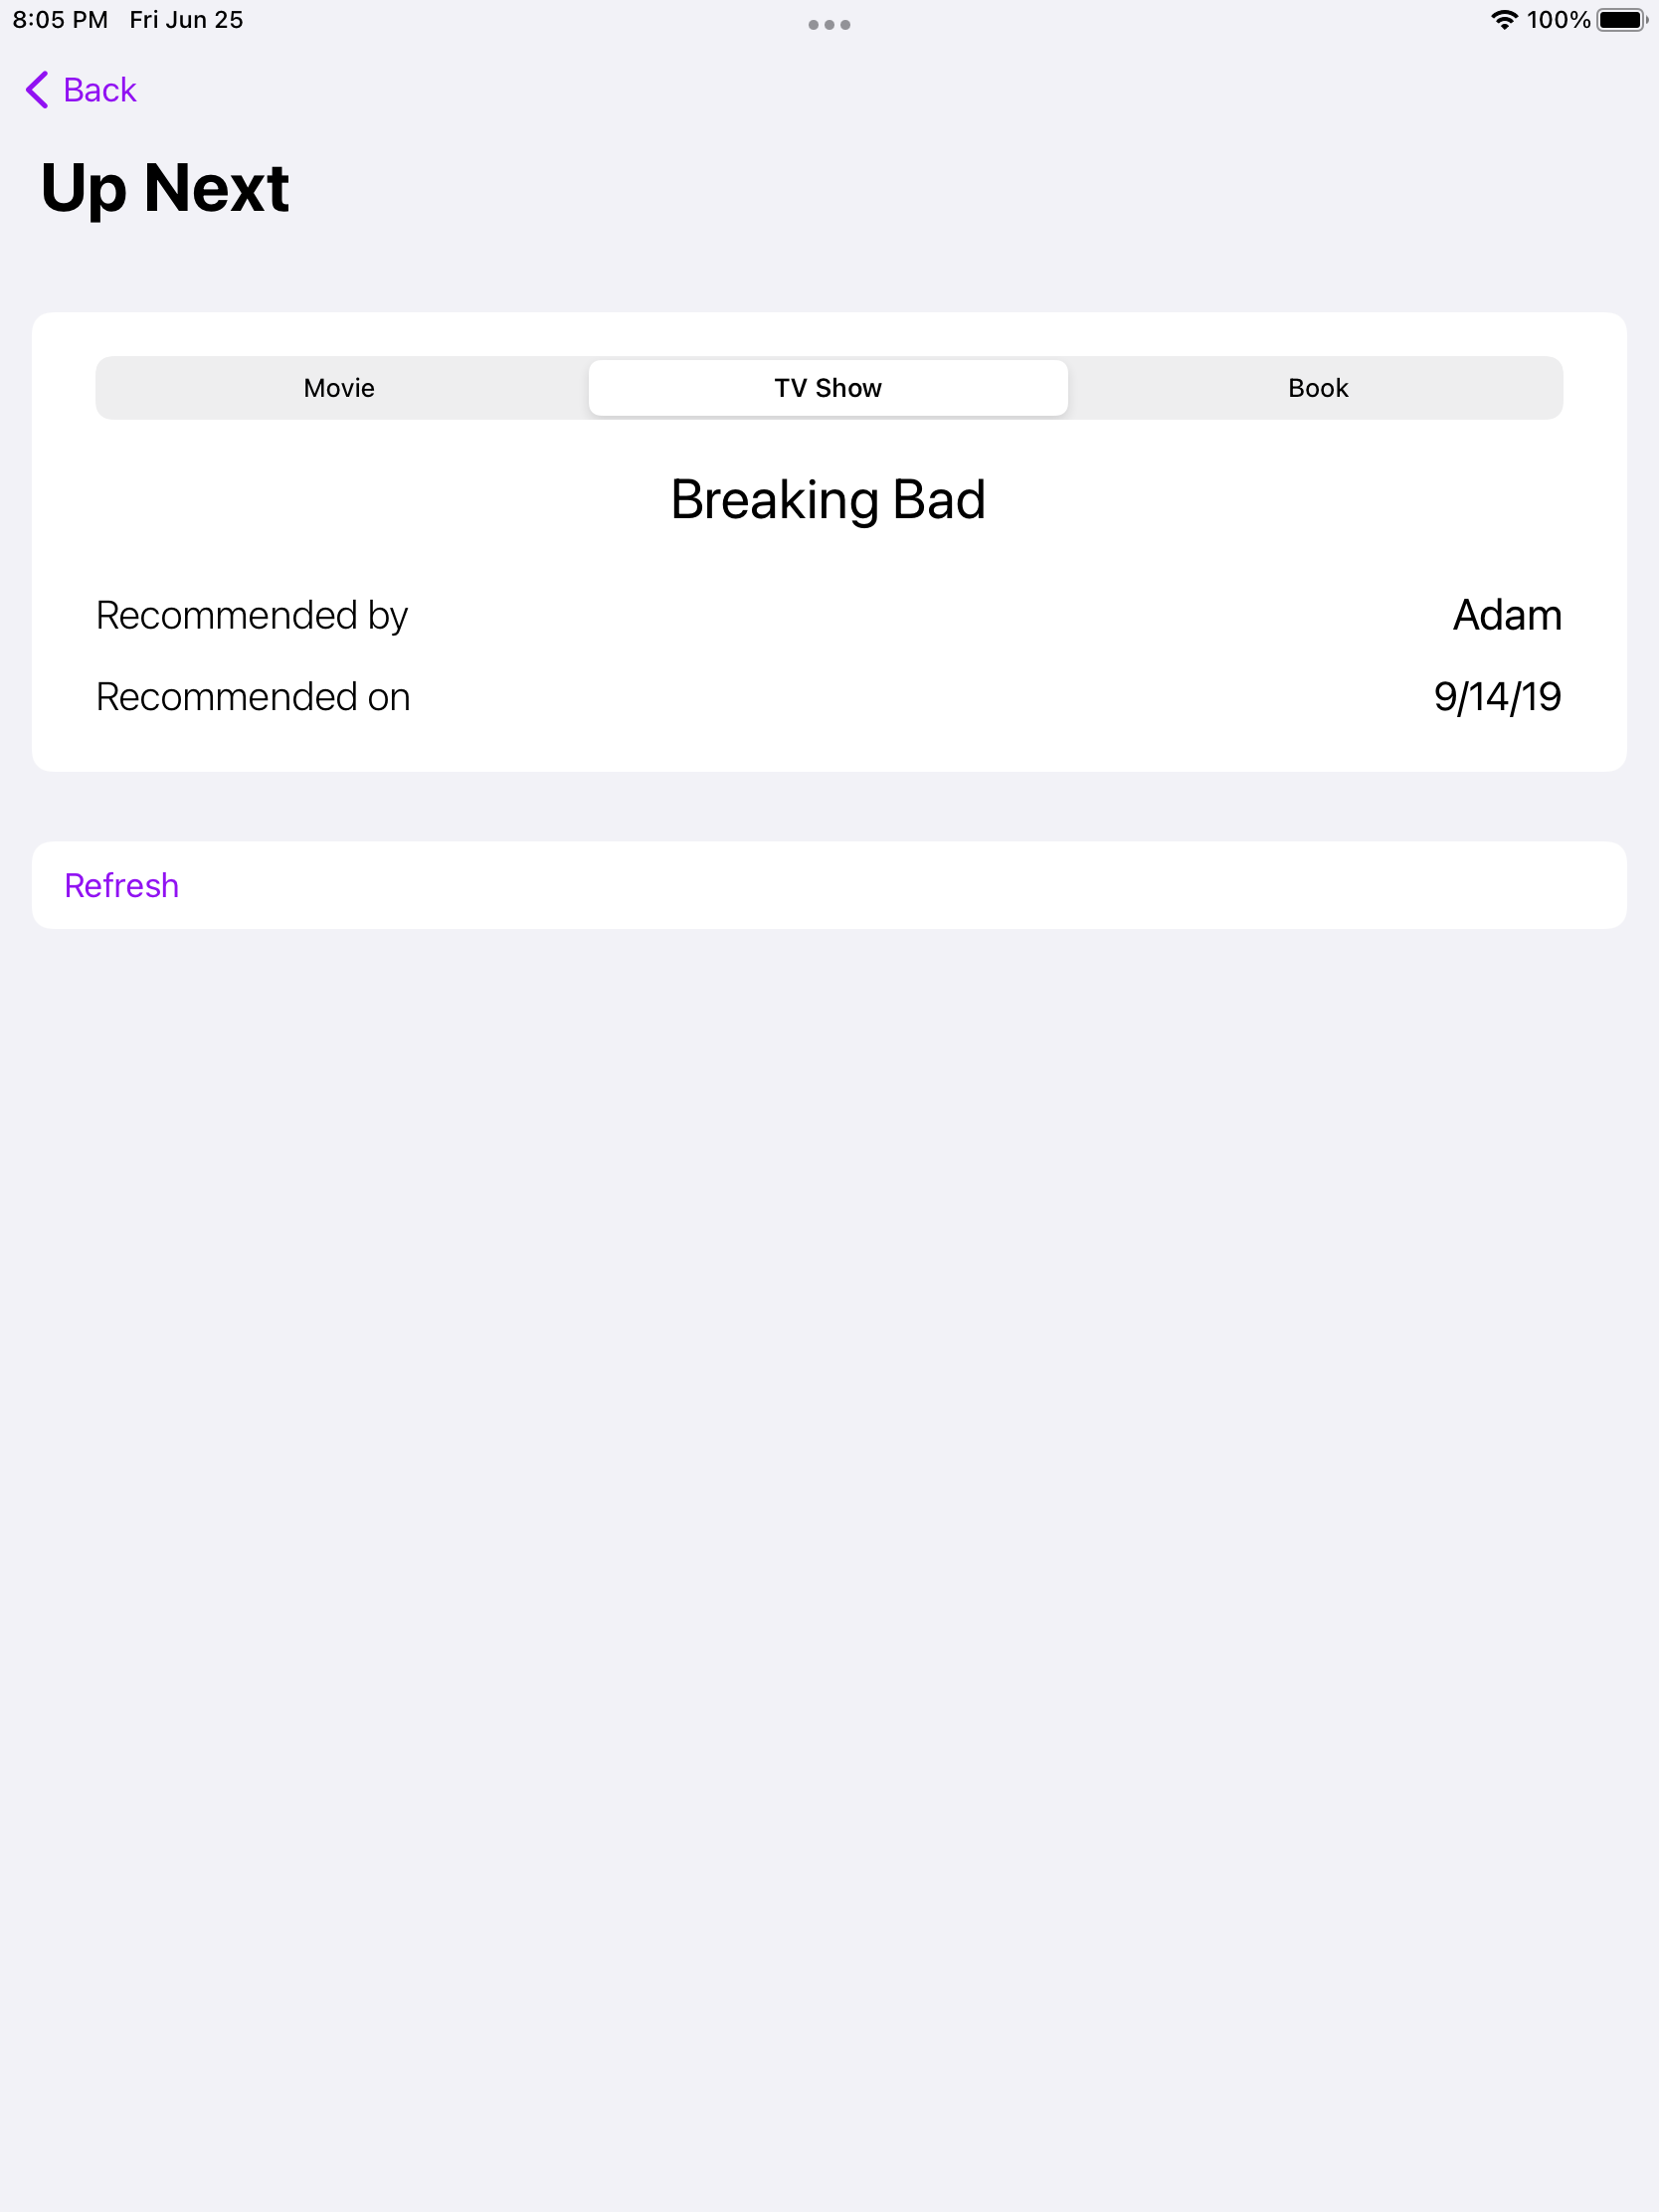 8:05 PM Fri Jun 25 100%
Back
Up Next
Movie TV Show Book
Breaking Bad
Recommended by Adam
Recommended on 9/14/19
Refresh